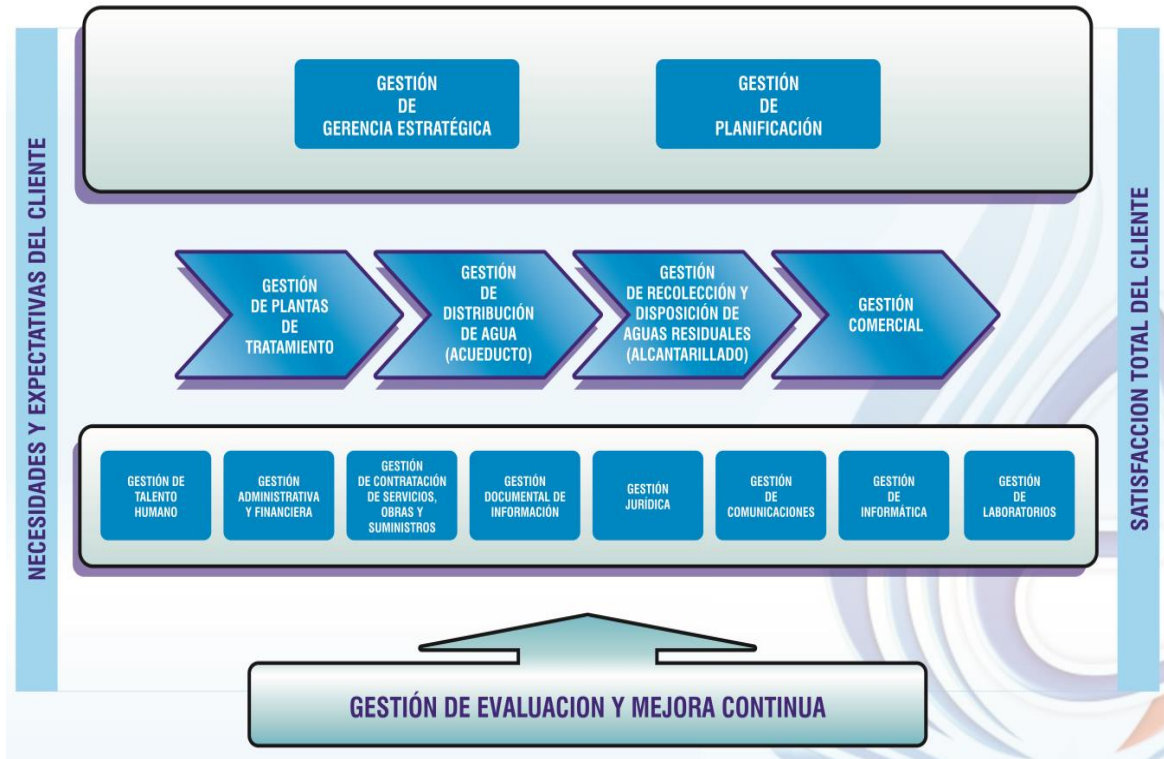 NECESIDADES Y EXPECTATIVAS DEL CLIENTE
GESTIÓN
DE
GERENCIA ESTRATÉGICA
GESTIÓN
DE
PLANIFICACIÓN
GESTIÓN
DE PLANTAS
DE
TRATAMIENTO
GESTIÓN
DE
DISTRIBUCIÓN
DE AGUA
(ACUEDUCTO)
GESTIÓN
DE RECOLECCIÓN Y
DISPOSICIÓN DE
AGUAS RESIDUALES
(ALCANTARILLADO)
GESTIÓN
COMERCIAL
GESTIÓN DE
TALENTO
HUMANO
GESTIÓN
ADMINISTRATIVA
Y FINANCIERA
GESTIÓN
DE CONTRATACIÓN
DE SERVICIOS,
OBRAS Y
SUMINISTROS
GESTIÓN
DOCUMENTAL DE
INFORMACIÓN
GESTIÓN
JURÍDICA
GESTIÓN
DE
COMUNICACIONES
GESTIÓN
DE
INFORMÁTICA
GESTIÓN
DE
LABORATORIOS
GESTIÓN DE EVALUACION Y MEJORA CONTINUA
SATISFACCION TOTAL DEL CLIENTE